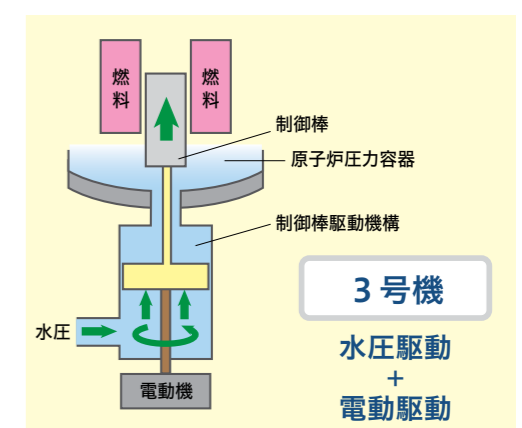 燃料
燃料
制御棒
原子炉圧力容器
制御棒駆動機構
3号機
水圧
水圧駆動
+
電動駆動
電動機